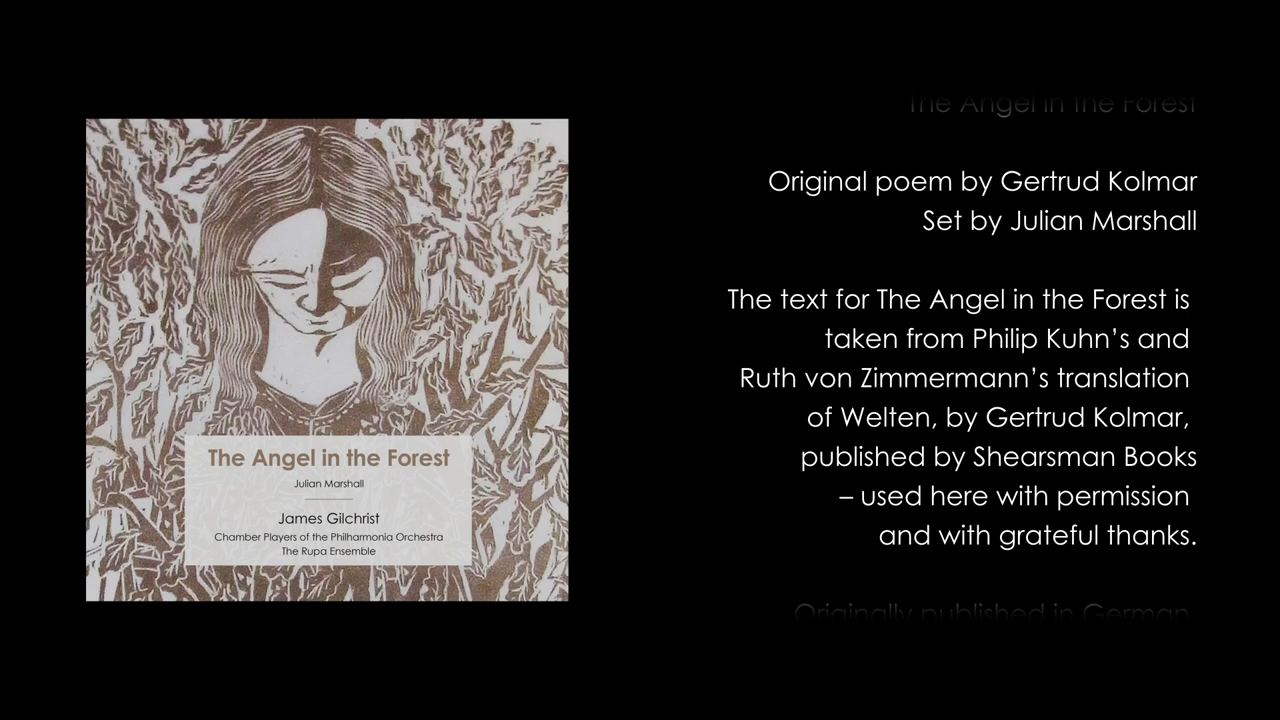 The Angel in the Forest
Julian Marshall
James Gilchrist
Chamber Players of the Philharmonia Orchestra
The Rupa Ensemble
The Angel in the Forest
Original poem by Gertrud Kolmar
Set by Julian Marshall
The text for The Angel in the Forest is
taken from Philip Kuhn’s and
Ruth von Zimmermann’s translation
of Welten, by Gertrud Kolmar,
published by Shearsman Books
– used here with permission
and with grateful thanks.
Originally published in German